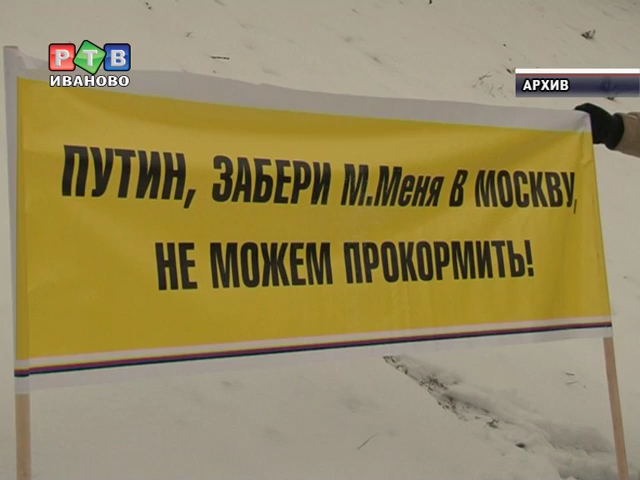 РТВ
ИВАНОВО
АРХИВ
ПУТИН, ЗАБЕРИ М.Меня В МОСКВУ,
НЕ МОЖЕМ ПРОКОРМИТЬ!